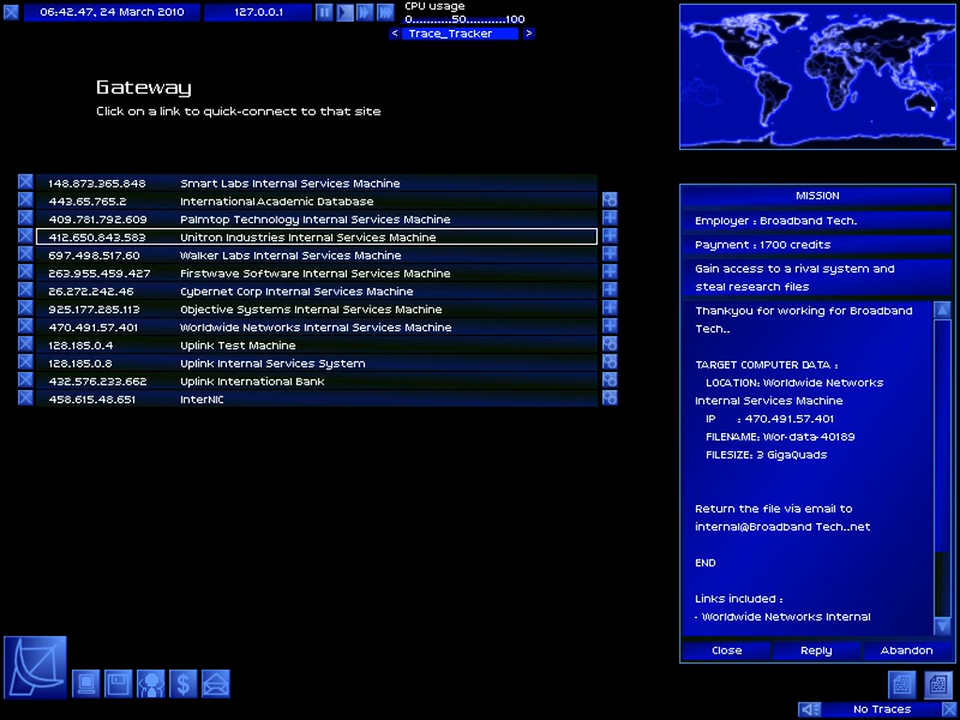 06:42.47, 24 March 2010
127.0.0.1
CPU usage
0............50..........100
< Trace_Tracker >
Gateway
Click on a link to quick-connect to that site
148.873.365.848 Smart Labs Internal Services Machine
443.65.765.2 International Academic Database
409.781.792.609 Palmtop Technology Internal Services Machine
412.650.843.583 Unitron Industries Internal Services Machine
697.498.517.60 Walker Labs Internal Services Machine
263.955.459.427 Firstwave Software Internal Services Machine
26.272.242.46 Cybernet Corp Internal Services Machine
925.177.285.113 Objective Systems Internal Services Machine
470.491.57.401 Worldwide Networks Internal Services Machine
128.185.0.4 Uplink Test Machine
128.185.0.8 Uplink Internal Services System
432.576.233.662 Uplink International Bank
458.615.48.651 InterNIC
MISSION
Employer : Broadband Tech.
Payment : 1700 credits
Gain access to a rival system and
steal research files
Thankyou for working for Broadband
Tech..
TARGET COMPUTER DATA :
LOCATION: Worldwide Networks
Internal Services Machine
IP : 470.491.57.401
FILENAME: Wor-data-40189
FILESIZE: 3 GigaQuads
Return the file via email to
internal@Broadband Tech..net
END
Links included :
- Worldwide Networks Internal
Close Reply Abandon
$
No Traces